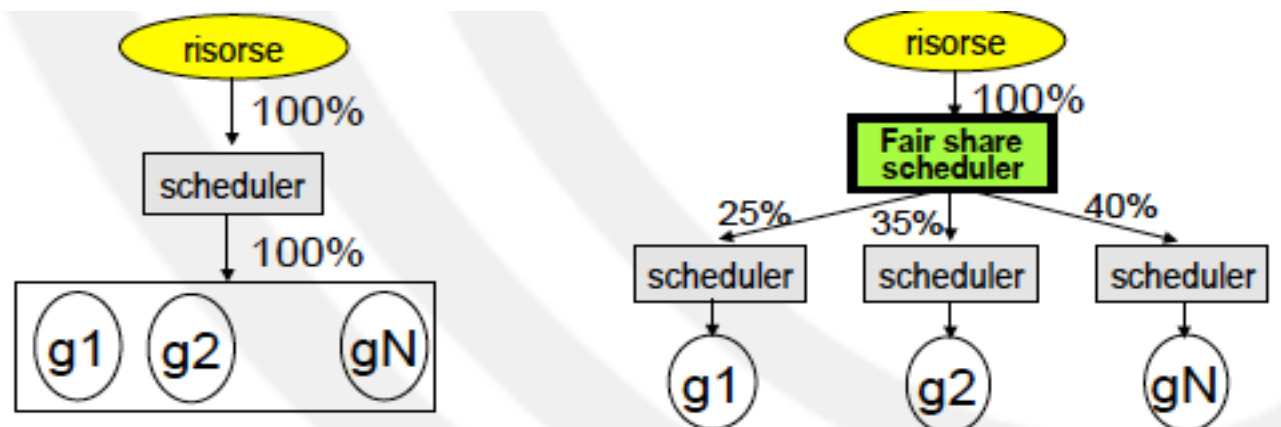 risorse
100%
scheduler
100%
g1 g2 gN
risorse
100%
Fair share
scheduler
25% 35% 40%
scheduler scheduler scheduler
g1 g2 gN